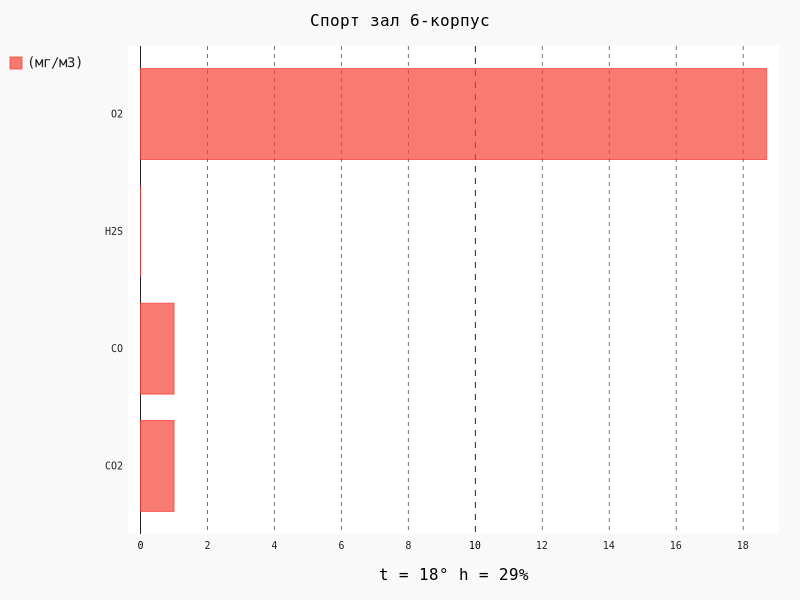 Спорт зал 6-корпус
(мг/м3)
O2
H2S
CO
CO2
0 2 4 6 8 10 12 14 16 18
t = 18° h = 29%